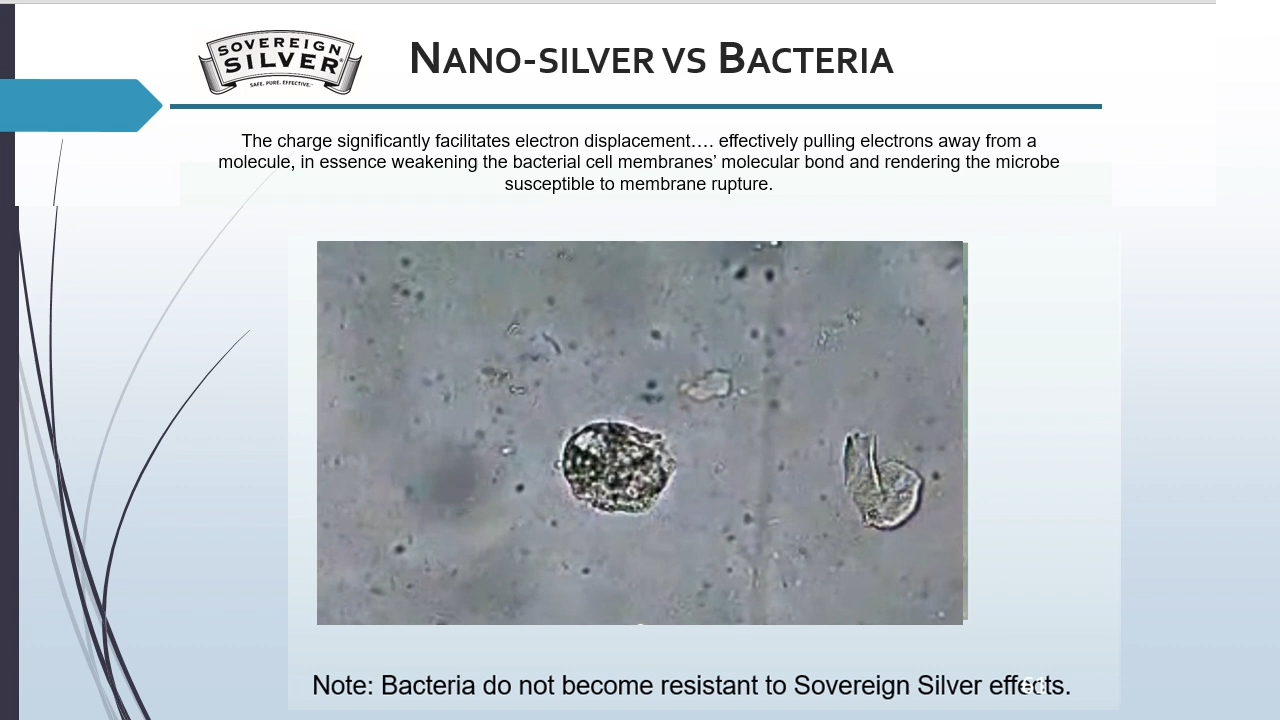 SOVEREIGN
SILVER®
SAFE. PURE. EFFECTIVE.™
NANO-SILVER VS BACTERIA
The charge significantly facilitates electron displacement…. effectively pulling electrons away from a
molecule, in essence weakening the bacterial cell membranes’ molecular bond and rendering the microbe
susceptible to membrane rupture.
Note: Bacteria do not become resistant to Sovereign Silver effects.